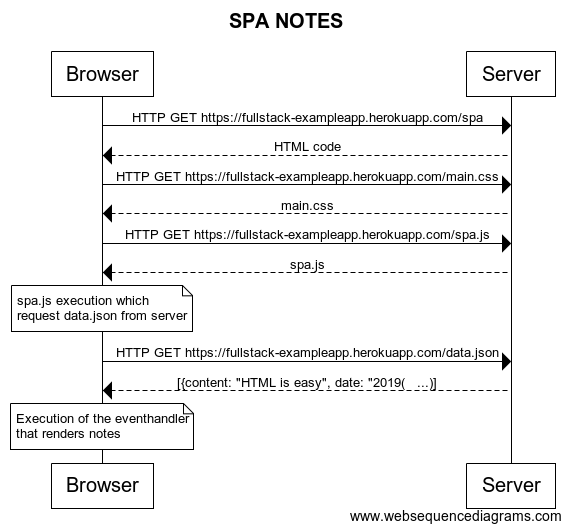 SPA NOTES
Browser
Server
HTTP GET https://fullstack-exampleapp.herokuapp.com/spa
HTML code
HTTP GET https://fullstack-exampleapp.herokuapp.com/main.css
main.css
HTTP GET https://fullstack-exampleapp.herokuapp.com/spa.js
spa.js
spa.js execution which
request data.json from server
HTTP GET https://fullstack-exampleapp.herokuapp.com/data.json
[{content: "HTML is easy", date: "2019( ...)]
Execution of the eventhandler
that renders notes
Browser
Server
www.websequencediagrams.com